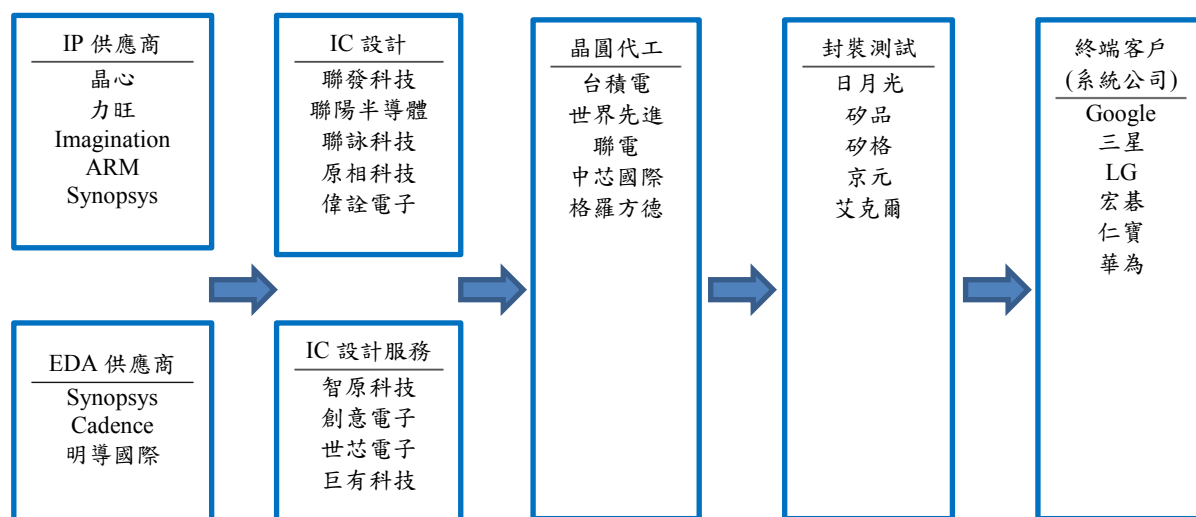 IP 供應商
晶心
力旺
Imagination
ARM
Synopsys
EDA 供應商
Synopsys
Cadence
明導國際
IC 設計
聯發科技
聯陽半導體
聯詠科技
原相科技
偉詮電子
IC 設計服務
智原科技
創意電子
世芯電子
巨有科技
晶圓代工
台積電
世界先進
聯電
中芯國際
格羅方德
封裝測試
日月光
矽品
矽格
京元
艾克爾
終端客戶
(系統公司)
Google
三星
LG
宏碁
仁寶
華為